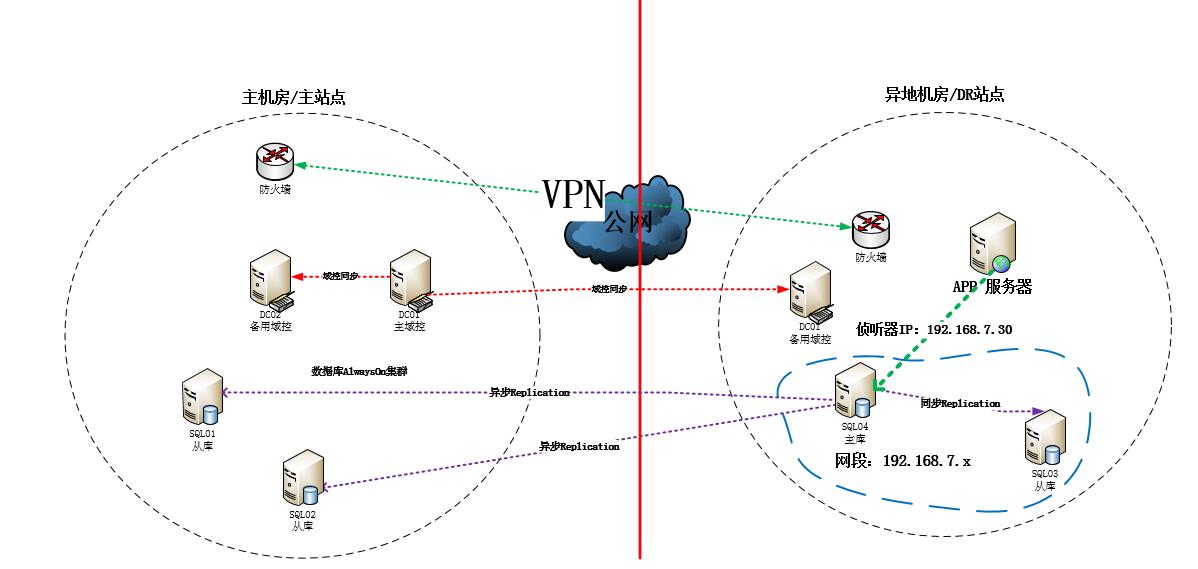 主机房/主站点
异地机房/DR站点
防火墙
VPN
公网
防火墙
APP 服务器
DC02
备用域控
域控同步
DC01
主域控
域控同步
DC01
备用域控
侦听器IP: 192.168.7.30
数据库AlwaysOn集群
异步Replication
同步Replication
SQL01
从库
SQL04
主库
异步Replication
网段: 192.168.7.x
SQL03
从库
SQL02
从库